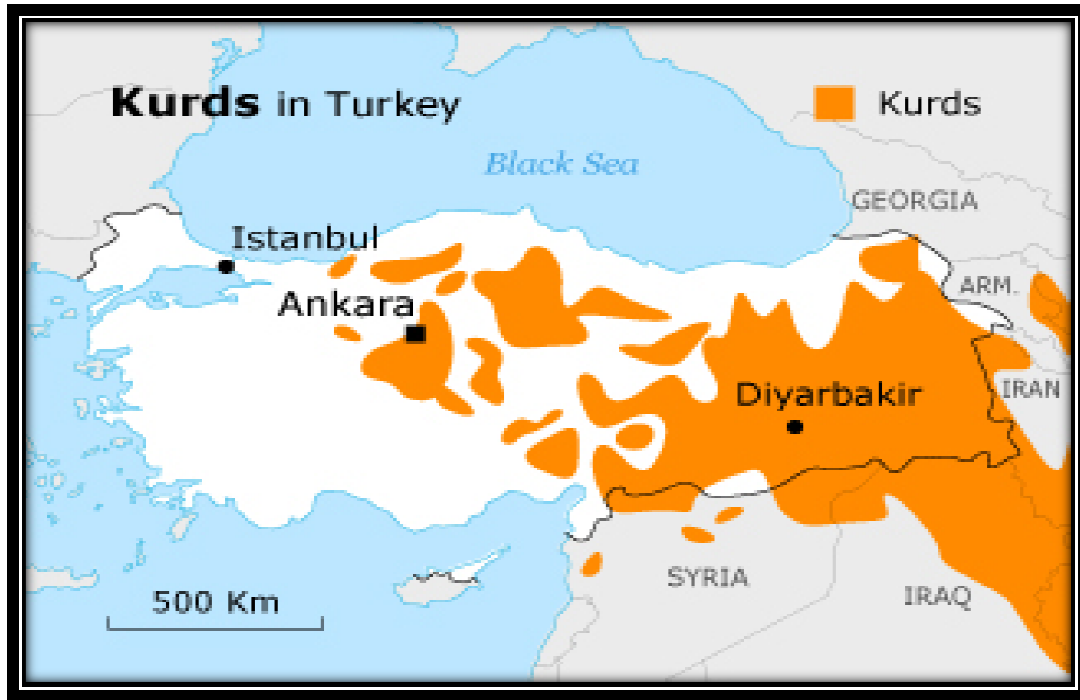 Kurds in Turkey
Kurds
Black Sea
GEORGIA
Istanbul
ARM.
Ankara
IRAN
Diyarbakir
SYRIA
IRAQ
500 Km